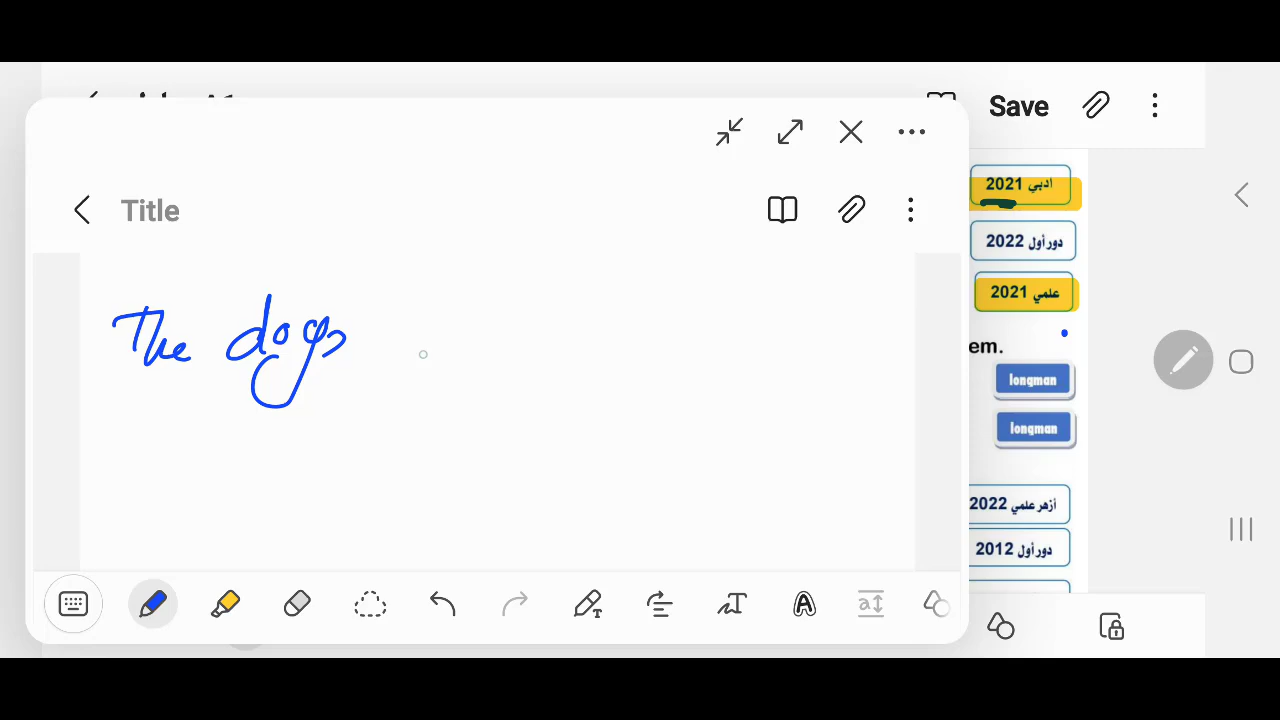 Save
Title
The dogs
ادبي 2021
دور أول 2022
علمي 2021
em.
longman
longman
أزهر علمي 2022
دور أول 2012